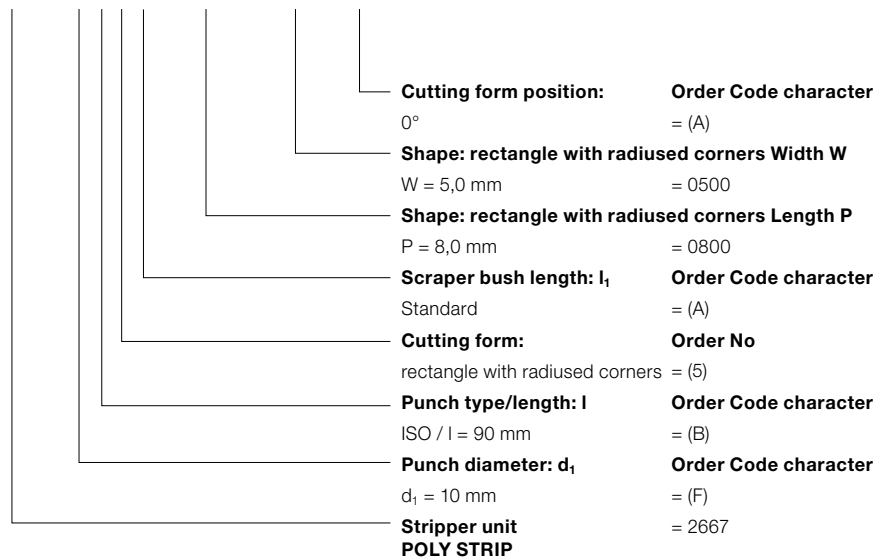 Cutting form position: Order Code character
0° = (A)
Shape: rectangle with radiused corners Width W
W = 5,0 mm = 0500
Shape: rectangle with radiused corners Length P
P = 8,0 mm = 0800
Scraper bush length: l₁ Order Code character
Standard = (A)
Cutting form: Order No
rectangle with radiused corners = (5)
Punch type/length: l Order Code character
ISO / l = 90 mm = (B)
Punch diameter: d₁ Order Code character
d₁ = 10 mm = (F)
Stripper unit = 2667
POLY STRIP